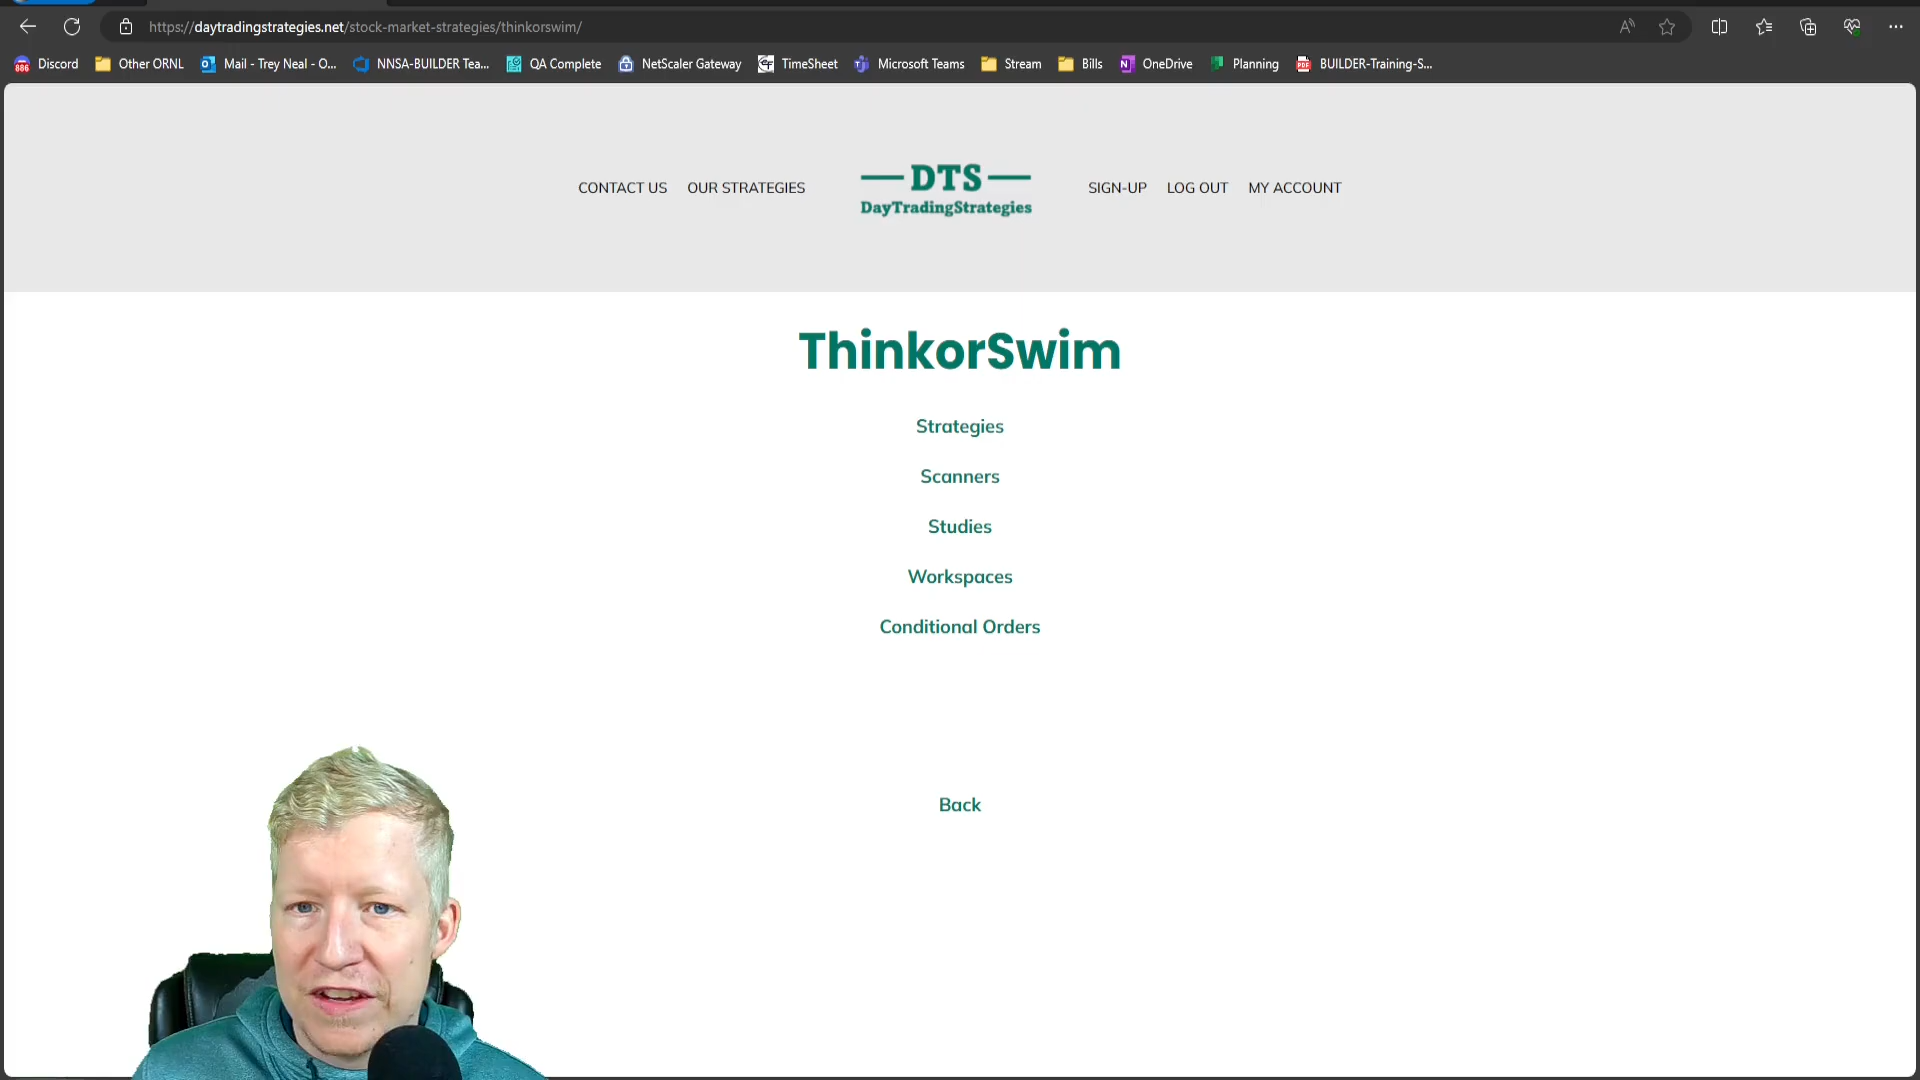 https://daytradingstrategies.net/stock-market-strategies/thinkorswim/
Discord Other ORNL Mail - Trey Neal - O... NNSA-BUILDER Tea... QA Complete NetScaler Gateway TimeSheet Microsoft Teams Stream Bills OneDrive Planning BUILDER-Training-S...
CONTACT US OUR STRATEGIES DTS SIGN-UP LOG OUT MY ACCOUNT
DayTradingStrategies
ThinkorSwim
Strategies
Scanners
Studies
Workspaces
Conditional Orders
Back